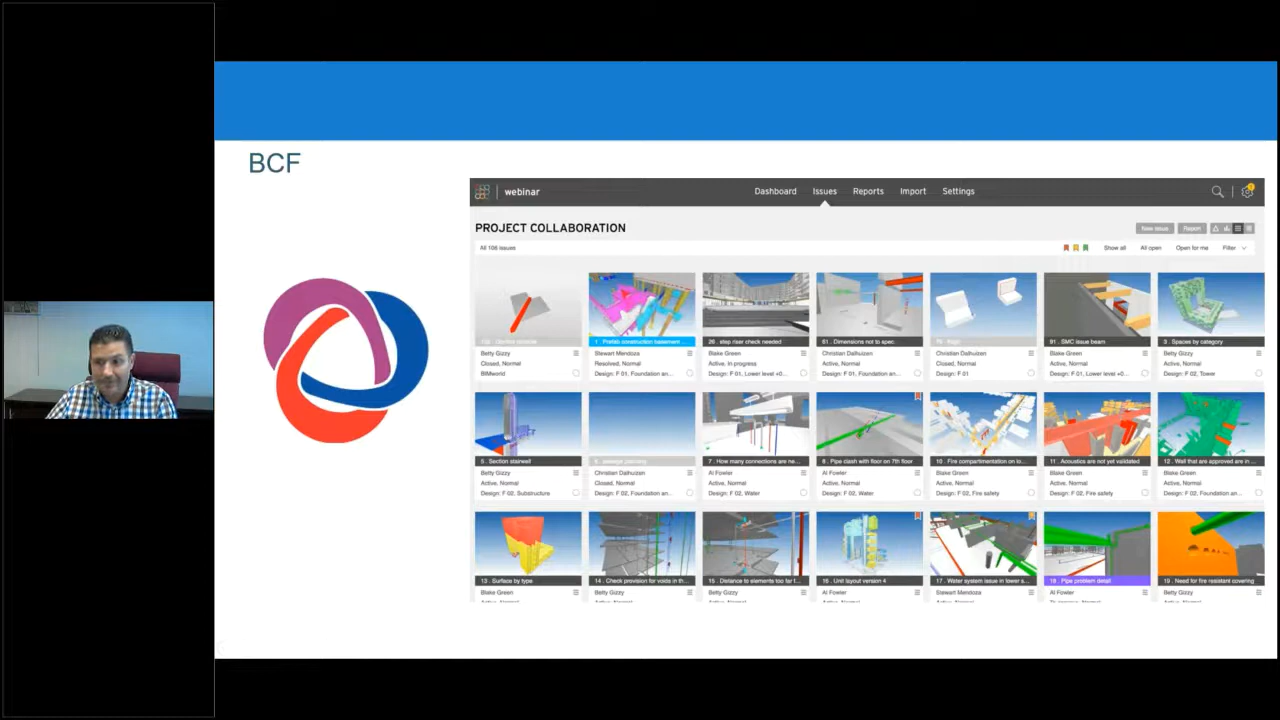 BCF
webinar
Dashboard Issues Reports Import Settings
PROJECT COLLABORATION
New issue Report
All 108 issues
Show all All open Open for me Filter
1 . Prefab construction basement ...
26 . step riser check needed
61 . Dimensions not to spec
91 . SMC issue beam
3 . Spaces by category
Betty Gizzy
Stewart Mendoza
Blake Green
Christian Dalhuizen
Christian Dalhuizen
Blake Green
Betty Gizzy
Closed, Normal
Resolved, Normal
Active, In progress
Active, Normal
Closed, Normal
Active, Normal
Active, Normal
BIMworld
Design: F 01, Foundation an...
Design: F 01, Lower level +0...
Design: F 01, Foundation an...
Design: F 01
Design: F 01, Lower level +0...
Design: F 02, Tower
5 . Section stairwell
7 . How many connections are ne...
8 . Pipe clash with floor on 7th floor
10 . Fire compartimentation on lo...
11 . Acoustics are not yet validated
12 . Wall that are approved are in ...
Betty Gizzy
Christian Dalhuizen
Al Fowler
Al Fowler
Blake Green
Blake Green
Blake Green
Active, Normal
Closed, Normal
Active, Normal
Active, Normal
Active, Normal
Active, Normal
Active, Normal
Design: F 02, Substructure
Design: F 02, Foundation an...
Design: F 02, Water
Design: F 02, Water
Design: F 02, Fire safety
Design: F 02, Fire safety
Design: F 02, Foundation an...
13 . Surface by type
14 . Check provision for voids in th...
15 . Distance to elements too far f...
16 . Unit layout version 4
17 . Water system issue in tower s...
18 . Pipe problem detail
19 . Need for fire resistant covering
Blake Green
Betty Gizzy
Betty Gizzy
Al Fowler
Stewart Mendoza
Al Fowler
Betty Gizzy